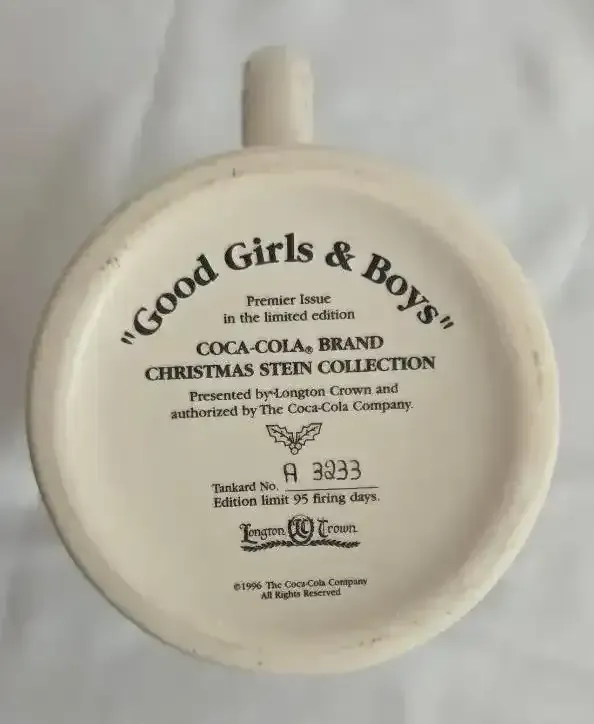 "Good Girls & Boys"
Premier Issue
in the limited edition
COCA-COLA® BRAND
CHRISTMAS STEIN COLLECTION
Presented by Longton Crown and
authorized by The Coca-Cola Company.
Tankard No. A 3233
Edition limit 95 firing days.
Longton LC Crown
©1996 The Coca-Cola Company
All Rights Reserved